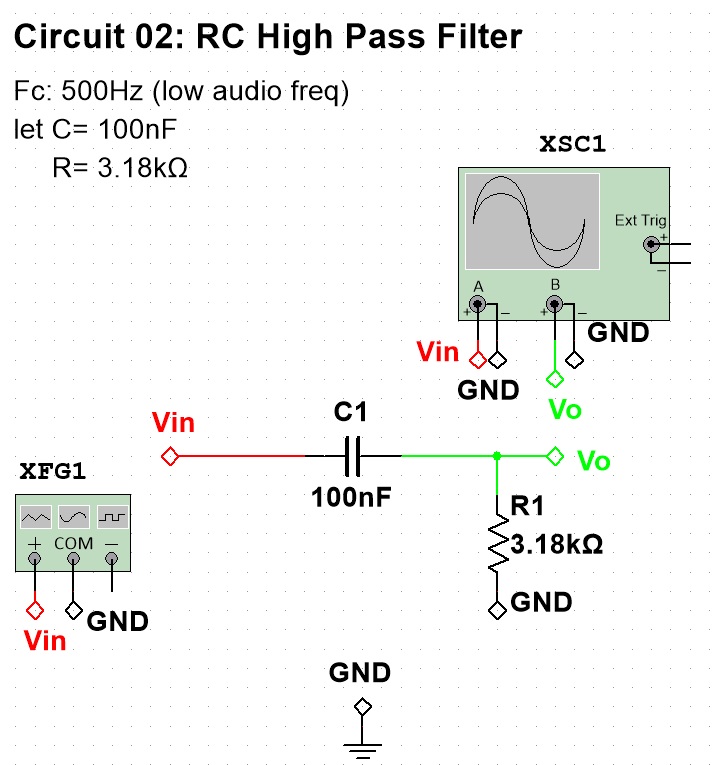 Circuit 02: RC High Pass Filter
Fc: 500Hz (low audio freq)
let C= 100nF
R= 3.18kΩ
XSC1
Ext Trig
+
−
A
B
+ − + −
GND
Vin
GND
Vo
Vin
C1
Vo
100nF
XFG1
+ COM −
R1
3.18kΩ
GND
GND
Vin
GND